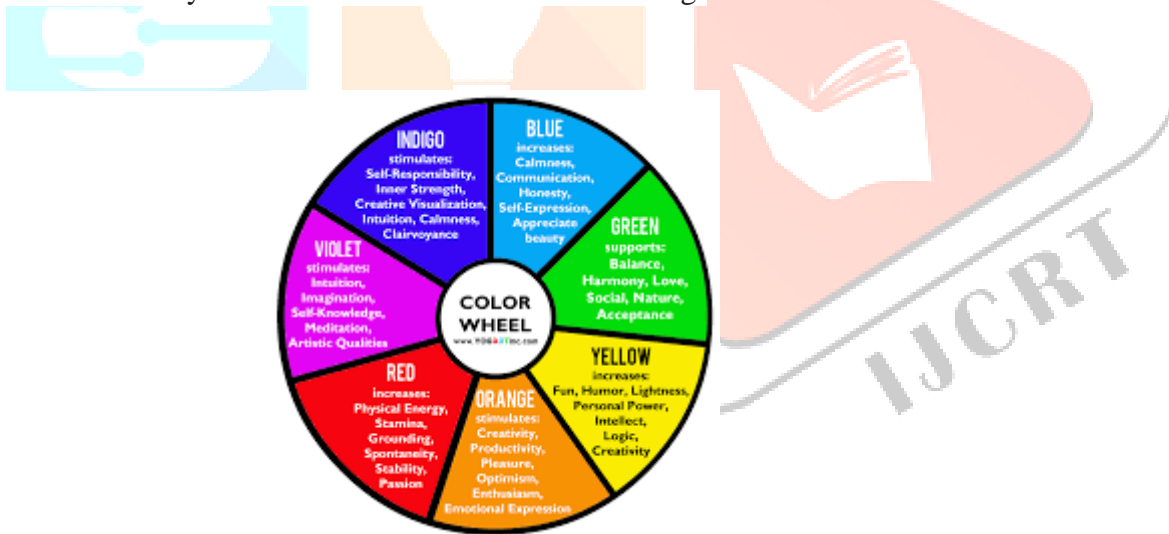 INDIGO
stimulates:
Self-Responsibility,
Inner Strength,
Creative Visualization,
Intuition, Calmness,
Clairvoyance
BLUE
increases:
Calmness,
Communication,
Honesty,
Self-Expression,
Appreciate
beauty
GREEN
supports:
Balance,
Harmony, Love,
Social, Nature,
Acceptance
YELLOW
increases:
Fun, Humor, Lightness,
Personal Power,
Intellect,
Logic,
Creativity
ORANGE
stimulates:
Creativity,
Productivity,
Pleasure,
Optimism,
Enthusiasm,
Emotional Expression
RED
increases:
Physical Energy,
Stamina,
Grounding,
Spontaneity,
Stability,
Passion
VIOLET
stimulates:
Intuition,
Imagination,
Self-Knowledge,
Meditation,
Artistic Qualities
COLOR
WHEEL
IJCRT